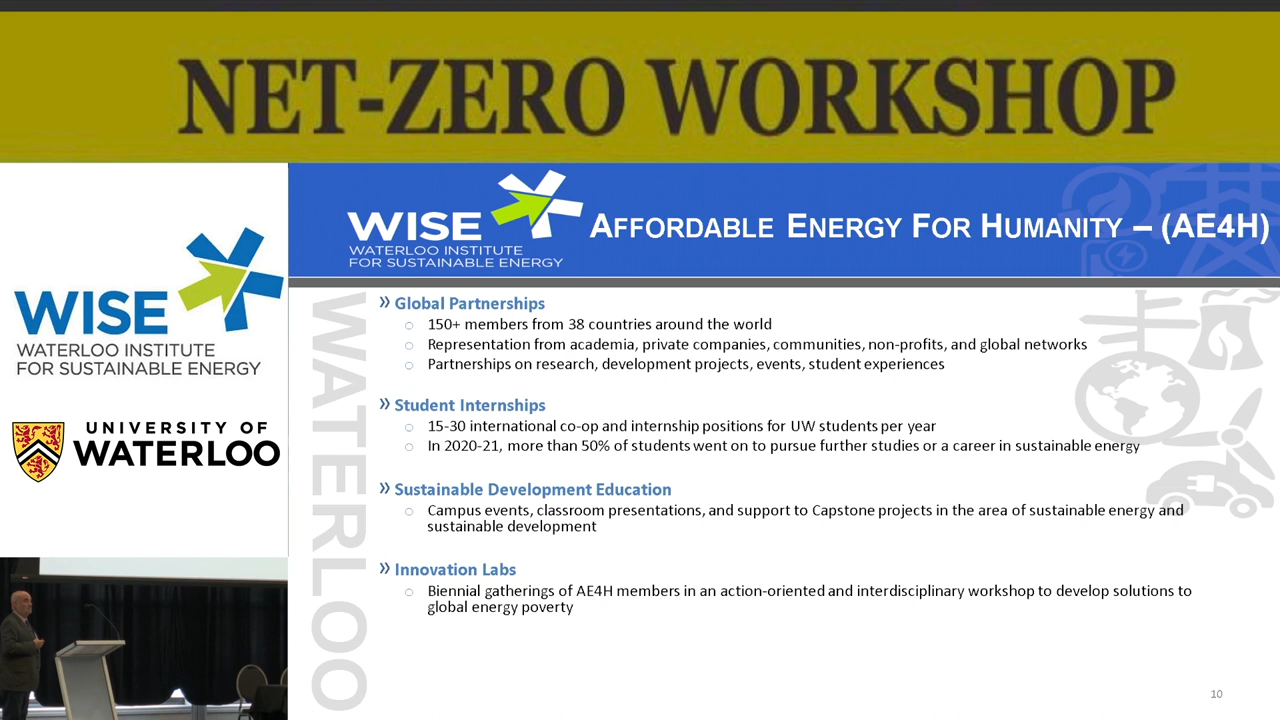 NET-ZERO WORKSHOP
WISE
WATERLOO INSTITUTE
FOR SUSTAINABLE ENERGY
UNIVERSITY OF
WATERLOO
WISE
WATERLOO INSTITUTE
FOR SUSTAINABLE ENERGY
AFFORDABLE ENERGY FOR HUMANITY – (AE4H)
WATERLOO
» Global Partnerships
○ 150+ members from 38 countries around the world
○ Representation from academia, private companies, communities, non-profits, and global networks
○ Partnerships on research, development projects, events, student experiences
» Student Internships
○ 15-30 international co-op and internship positions for UW students per year
○ In 2020-21, more than 50% of students went on to pursue further studies or a career in sustainable energy
» Sustainable Development Education
○ Campus events, classroom presentations, and support to Capstone projects in the area of sustainable energy and
sustainable development
» Innovation Labs
○ Biennial gatherings of AE4H members in an action-oriented and interdisciplinary workshop to develop solutions to
global energy poverty
10